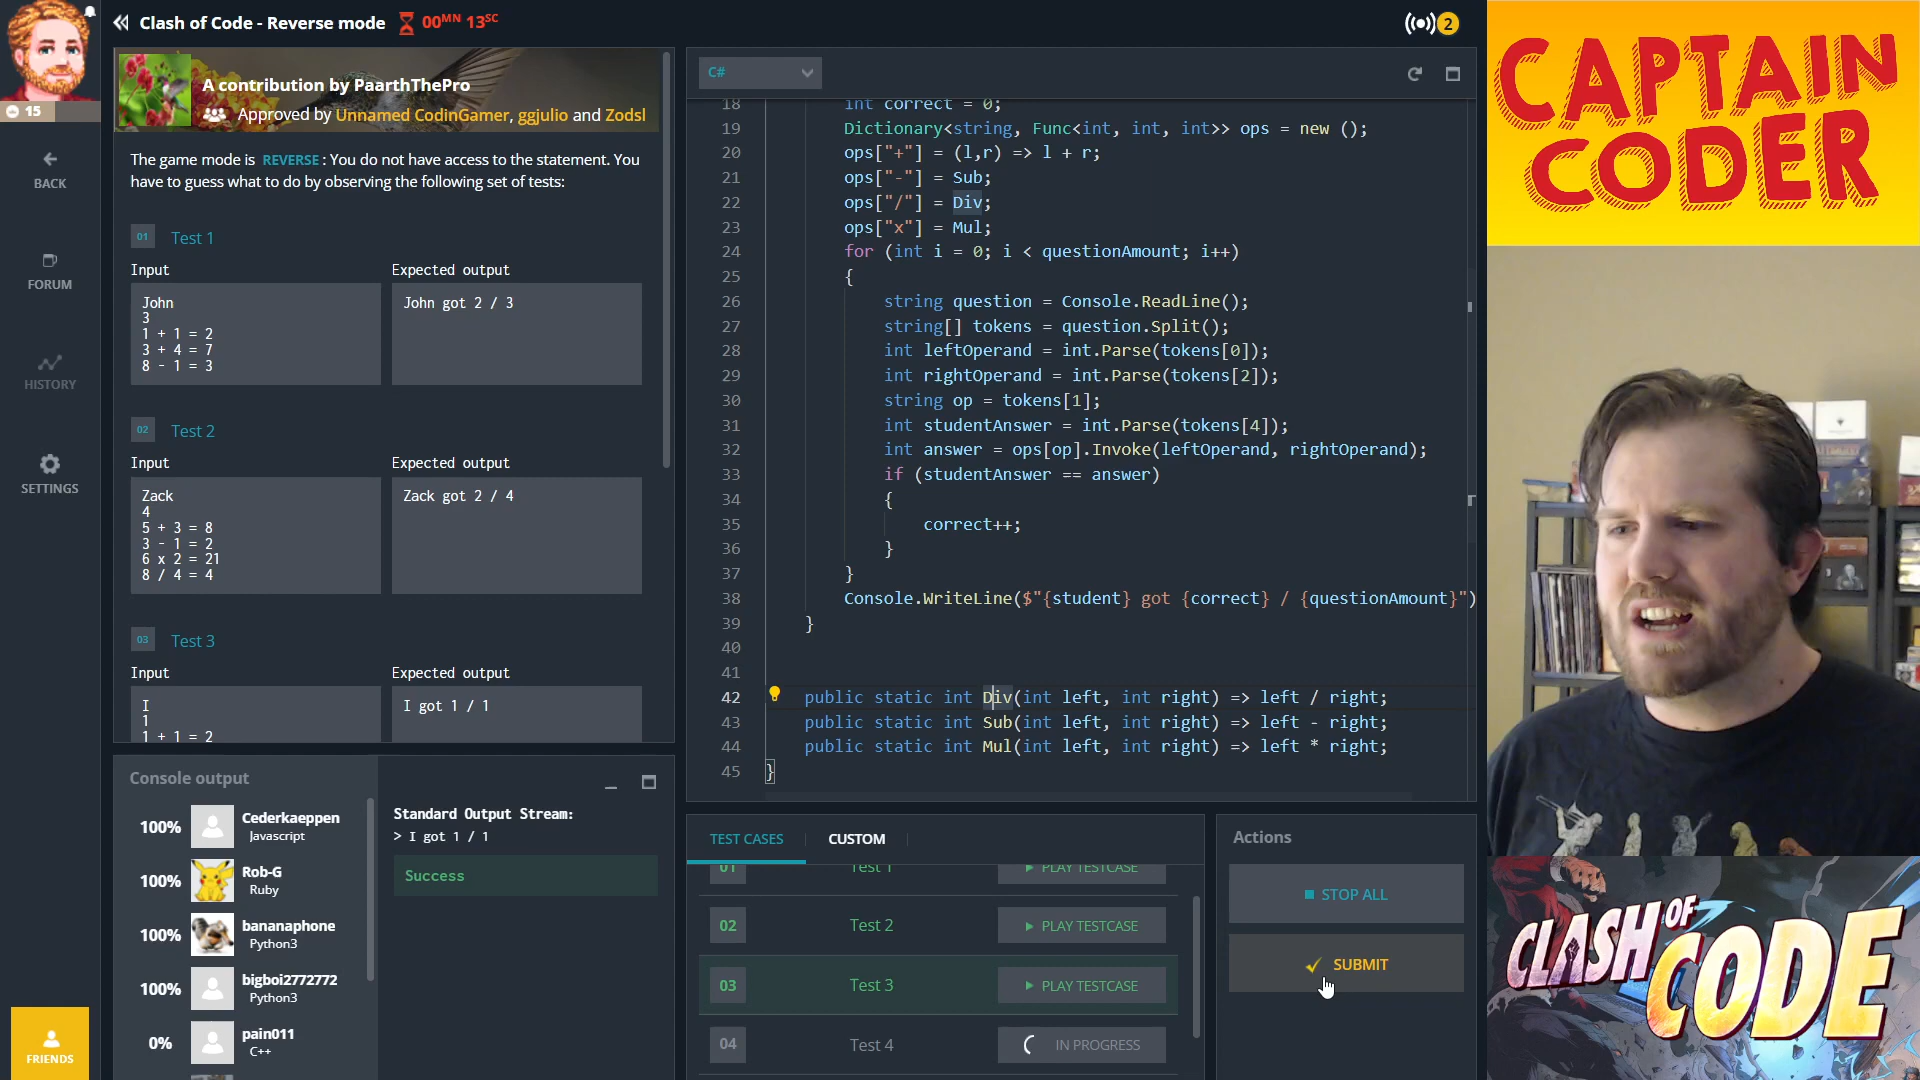 Clash of Code - Reverse mode
00MN 13SC
2
15
BACK
FORUM
HISTORY
SETTINGS
FRIENDS
A contribution by PaarthThePro
Approved by Unnamed CodinGamer, ggjulio and Zodsl
The game mode is REVERSE: You do not have access to the statement. You
have to guess what to do by observing the following set of tests:
01 Test 1
Input
John
3
1 + 1 = 2
3 + 4 = 7
8 - 1 = 3
Expected output
John got 2 / 3
02 Test 2
Input
Zack
4
5 + 3 = 8
3 - 1 = 2
6 x 2 = 21
8 / 4 = 4
Expected output
Zack got 2 / 4
03 Test 3
Input
I
1
1 + 1 = 2
Expected output
I got 1 / 1
Console output
100% Cederkaeppen
Javascript
100% Rob-G
Ruby
100% bananaphone
Python3
100% bigboi2772772
Python3
0% pain011
C++
Standard Output Stream:
> I got 1 / 1
Success
C#
18 int correct = 0;
19 Dictionary<string, Func<int, int, int>> ops = new ();
20 ops["+"] = (l,r) => l + r;
21 ops["-"] = Sub;
22 ops["/"] = Div;
23 ops["x"] = Mul;
24 for (int i = 0; i < questionAmount; i++)
25 {
26 string question = Console.ReadLine();
27 string[] tokens = question.Split();
28 int leftOperand = int.Parse(tokens[0]);
29 int rightOperand = int.Parse(tokens[2]);
30 string op = tokens[1];
31 int studentAnswer = int.Parse(tokens[4]);
32 int answer = ops[op].Invoke(leftOperand, rightOperand);
33 if (studentAnswer == answer)
34 {
35 correct++;
36 }
37 }
38 Console.WriteLine($"{student} got {correct} / {questionAmount}")
39 }
40
41
42 public static int Div(int left, int right) => left / right;
43 public static int Sub(int left, int right) => left - right;
44 public static int Mul(int left, int right) => left * right;
45 }
TEST CASES
CUSTOM
01 Test 1 PLAY TESTCASE
02 Test 2 PLAY TESTCASE
03 Test 3 PLAY TESTCASE
04 Test 4 IN PROGRESS
Actions
STOP ALL
SUBMIT
CAPTAIN
CODER
CLASH OF
CODE